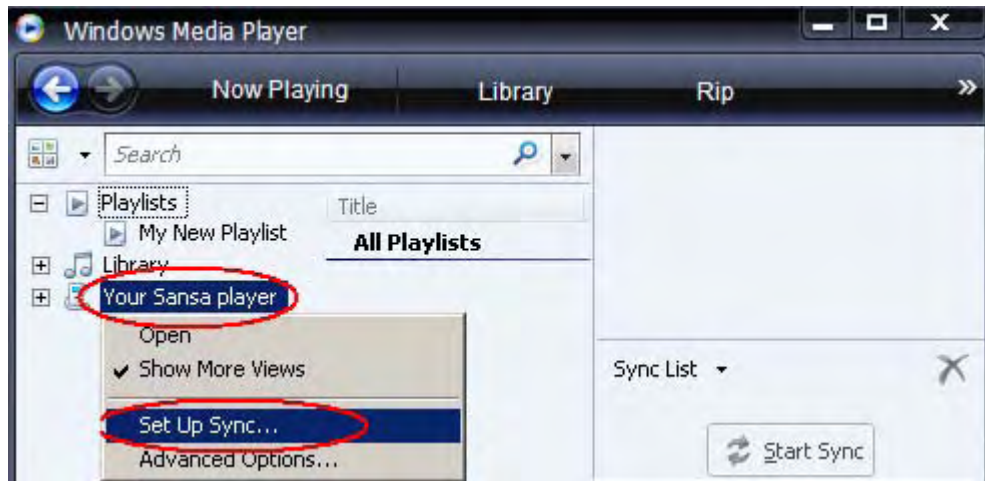 Windows Media Player
Now Playing Library Rip »
Search
Playlists
Title
My New Playlist
All Playlists
Library
Your Sansa player
Open
Show More Views
Sync List
Set Up Sync...
Start Sync
Advanced Options...